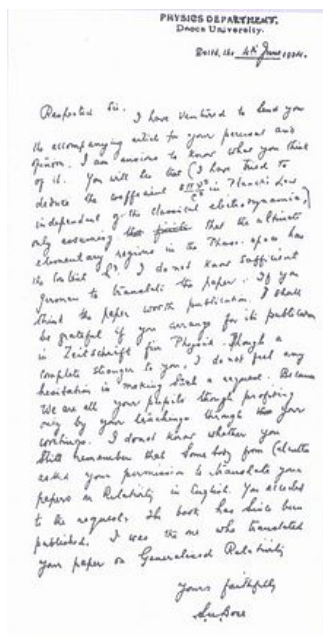 PHYSICS DEPARTMENT.
Dacca University.
Dated, the 4th June, 1924.
Respected Sir, I have ventured to send you
the accompanying article for your perusal and
opinion. I am anxious to know what you think
of it. You will see that I have tried to
deduce the coefficient 8πν²/c³ in Planck's Law
independent of the classical electrodynamics,
only assuming that the ultimate
elementary regions in the Phase-space has
the content h³. I do not know sufficient
German to translate the paper. If you
think the paper worth publication, I shall
be grateful if you arrange for its publication
in Zeitschrift für Physik. Though a
complete stranger to you, I do not feel any
hesitation in making such a request. Because
we are all your pupils though profiting
only by your teachings through your
writings. I do not know whether you
still remember that somebody from Calcutta
asked your permission to translate your
papers on Relativity in English. You acceded
to the request. The book has since been
published. I was the one who translated
your paper on Generalised Relativity.
Yours faithfully
S. N. Bose